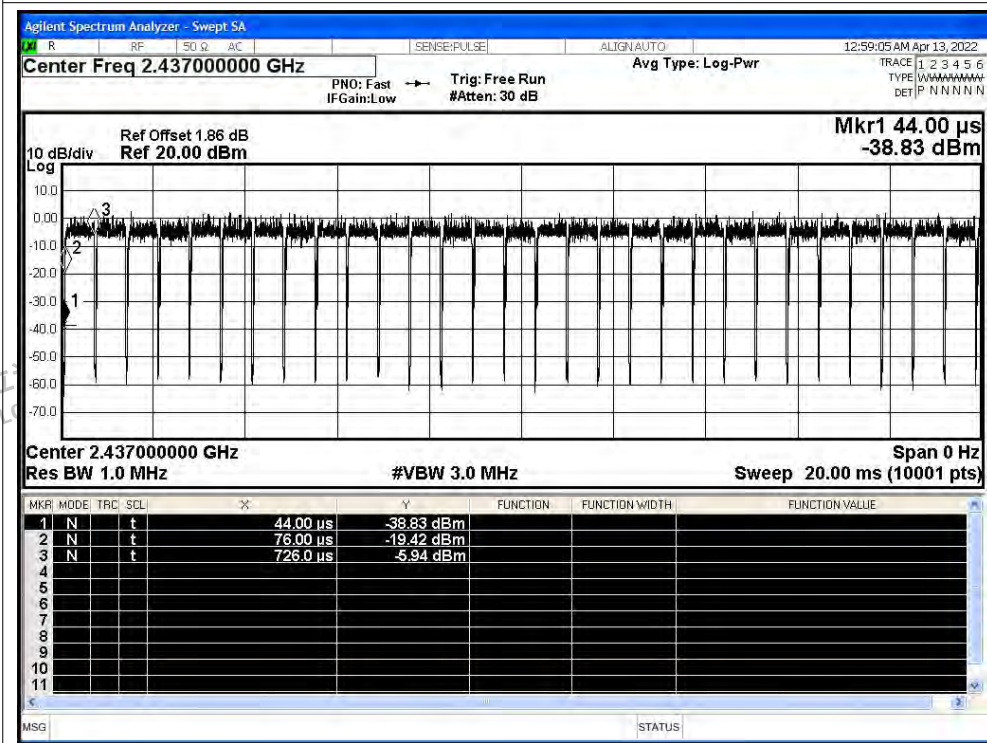 Agilent Spectrum Analyzer - Swept SA
R RF 50 Ω AC SENSE:PULSE ALIGN AUTO 12:59:05 AM Apr 13, 2022
Center Freq 2.437000000 GHz Avg Type: Log-Pwr TRACE 1 2 3 4 5 6
PNO: Fast Trig: Free Run TYPE
IFGain:Low #Atten: 30 dB DET P N N N N N
Mkr1 44.00 µs
Ref Offset 1.86 dB
10 dB/div Ref 20.00 dBm -38.83 dBm
Log
10.0
3
0.00
-10.0
2
-20.0
-30.0 1
-40.0
-50.0
-60.0
-70.0
Center 2.437000000 GHz Span 0 Hz
Res BW 1.0 MHz #VBW 3.0 MHz Sweep 20.00 ms (10001 pts)
MKR MODE TRC SCL X Y FUNCTION FUNCTION WIDTH FUNCTION VALUE
1 N t 44.00 µs -38.83 dBm
2 N t 76.00 µs -19.42 dBm
3 N t 726.0 µs -5.94 dBm
4
5
6
7
8
9
10
11
MSG STATUS